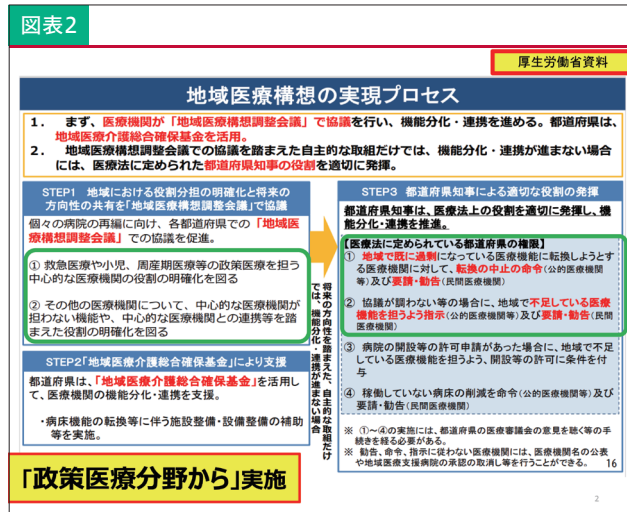 図表2
厚生労働省資料
地域医療構想の実現プロセス
1. まず、医療機関が「地域医療構想調整会議」で協議を行い、機能分化・連携を進める。都道府県は、
地域医療介護総合確保基金を活用。
2. 地域医療構想調整会議での協議を踏まえた自主的な取組だけでは、機能分化・連携が進まない場合
には、医療法に定められた都道府県知事の役割を適切に発揮。
STEP1 地域における役割分担の明確化と将来の
方向性の共有を「地域医療構想調整会議」で協議
個々の病院の再編に向け、各都道府県での「地域医
療構想調整会議」での協議を促進。
① 救急医療や小児、周産期医療等の政策医療を担う
中心的な医療機関の役割の明確化を図る
② その他の医療機関について、中心的な医療機関が
担わない機能や、中心的な医療機関との連携等を踏
まえた役割の明確化を図る
STEP2「地域医療介護総合確保基金」により支援
都道府県は、「地域医療介護総合確保基金」を活用し
て、医療機関の機能分化・連携を支援。
・病床機能の転換等に伴う施設整備・設備整備の補助
等を実施。
「政策医療分野から」実施
将来の方向性を踏まえた、自主的な取組だけ
では、機能分化・連携が進まない場合
STEP3 都道府県知事による適切な役割の発揮
都道府県知事は、医療法上の役割を適切に発揮し、機
能分化・連携を推進。
【医療法に定められている都道府県の権限】
① 地域で既に過剰になっている医療機能に転換しようとす
る医療機関に対して、転換の中止の命令(公的医療機関
等)及び要請・勧告(民間医療機関)
② 協議が調わない等の場合に、地域で不足している医療
機能を担うよう指示(公的医療機関等)及び要請・勧告(民間
医療機関)
③ 病院の開設等の許可申請があった場合に、地域で不足
している医療機能を担うよう、開設等の許可に条件を付
与
④ 稼働していない病床の削減を命令(公的医療機関等)及び
要請・勧告(民間医療機関)
※ ①~④の実施には、都道府県の医療審議会の意見を聴く等の手
続きを経る必要がある。
※ 勧告、命令、指示に従わない医療機関には、医療機関名の公表
や地域医療支援病院の承認の取消し等を行うことができる。
16
2